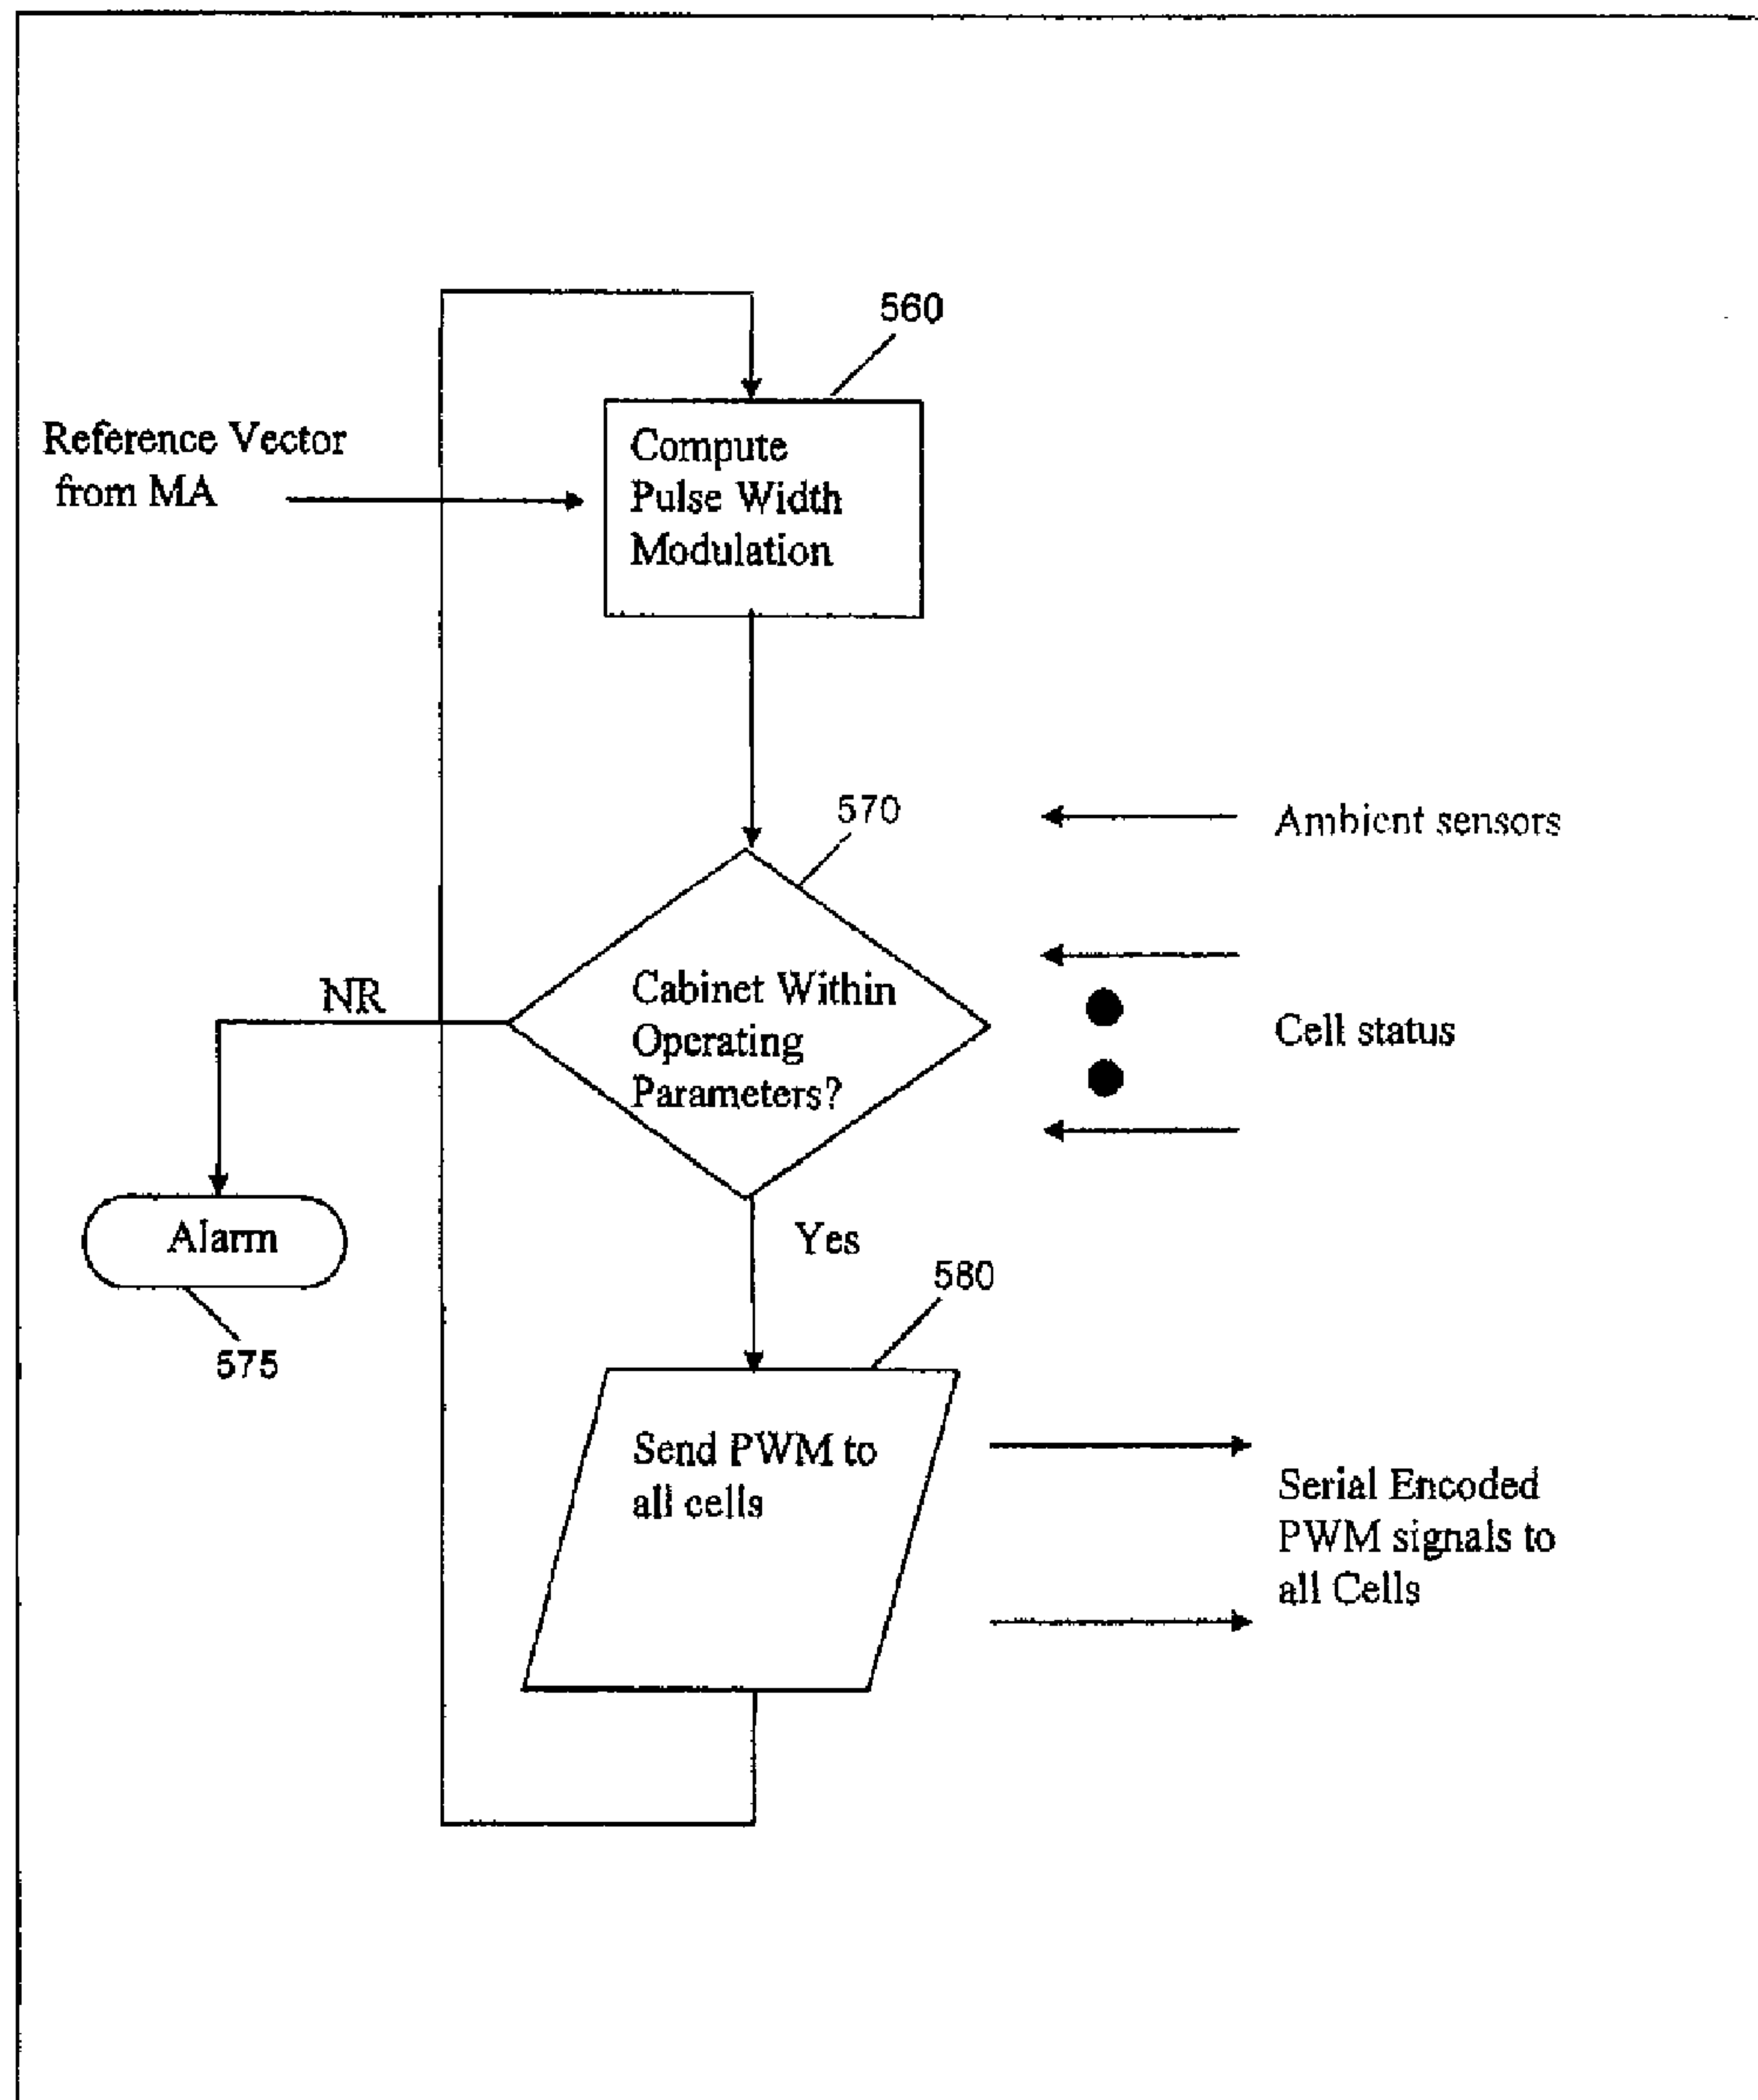 560
Reference Vector
from MA
Compute
Pulse Width
Modulation
570
Ambient sensors
NR
Cabinet Within
Operating
Parameters?
Cell status
Alarm
Yes
575
580
Send PWM to
all cells
Serial Encoded
PWM signals to
all Cells